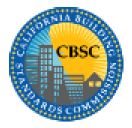 CALIFORNIA BUILDING
STANDARDS COMMISSION
CBSC